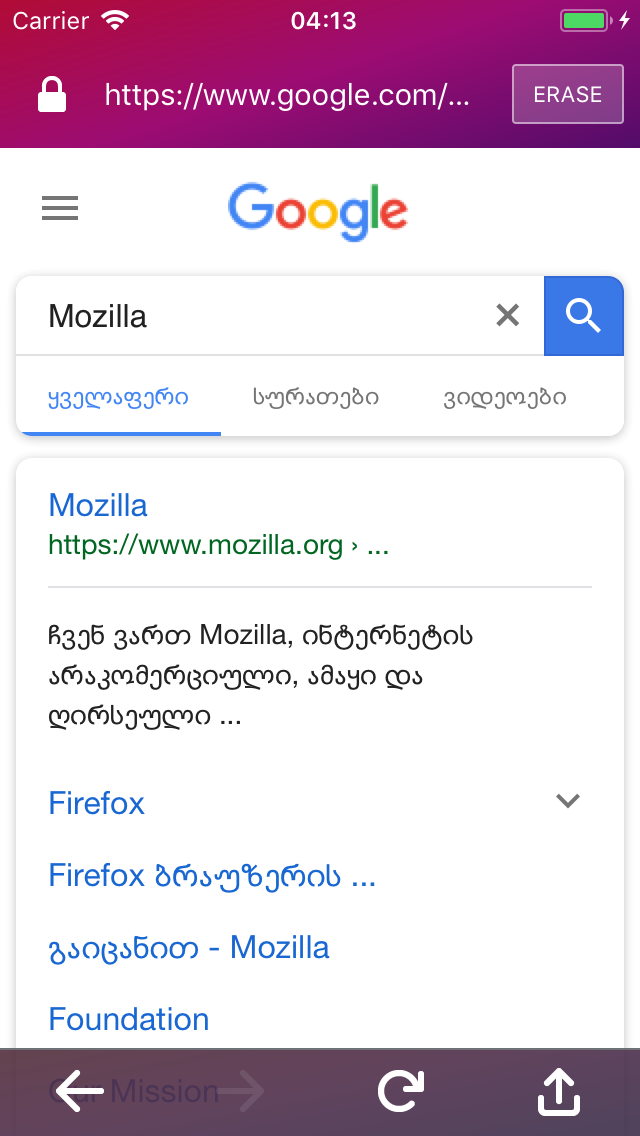 Carrier 04:13
https://www.google.com/... ERASE
Google
Mozilla
ყველაფერი სურათები ვიდეოები
Mozilla
https://www.mozilla.org › ...
ჩვენ ვართ Mozilla, ინტერნეტის
არაკომერციული, ამაყი და
ღირსეული ...
Firefox
Firefox ბრაუზერის ...
გაიცანით - Mozilla
Foundation
Our Mission